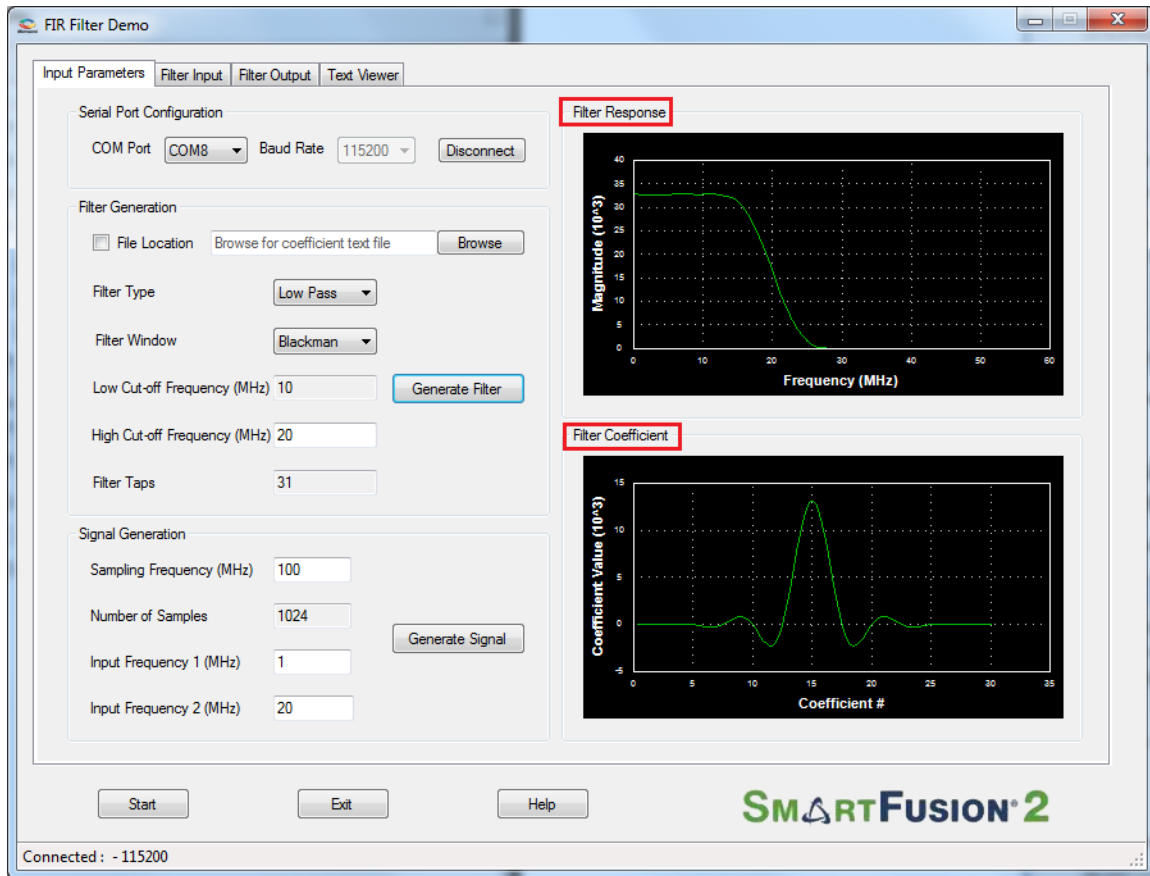 FIR Filter Demo
Input Parameters
Filter Input
Filter Output
Text Viewer
Serial Port Configuration
COM Port COM8 Baud Rate 115200 Disconnect
Filter Generation
File Location Browse for coefficient text file Browse
Filter Type Low Pass
Filter Window Blackman
Low Cut-off Frequency (MHz) 10 Generate Filter
High Cut-off Frequency (MHz) 20
Filter Taps 31
Signal Generation
Sampling Frequency (MHz) 100
Number of Samples 1024
Generate Signal
Input Frequency 1 (MHz) 1
Input Frequency 2 (MHz) 20
Filter Response
Magnitude (10^3)
40
35
30
25
20
15
10
5
0
0 10 20 30 40 50 60
Frequency (MHz)
Filter Coefficient
Coefficient Value (10^3)
15
10
5
0
-5
0 5 10 15 20 25 30 35
Coefficient #
Start Exit Help
SMARTFUSION® 2
Connected : - 115200